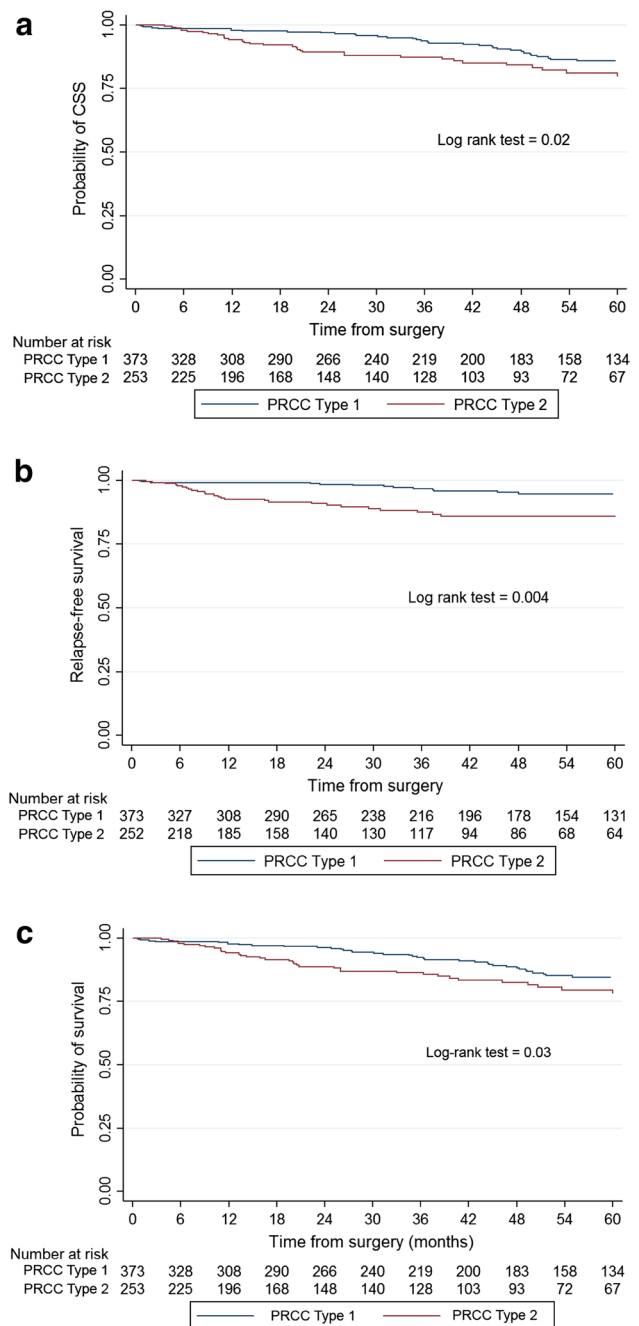 a
Probability of CSS
1.00
0.75
0.50
0.25
0.00
Log rank test = 0.02
0 6 12 18 24 30 36 42 48 54 60
Time from surgery
Number at risk
PRCC Type 1 373 328 308 290 266 240 219 200 183 158 134
PRCC Type 2 253 225 196 168 148 140 128 103 93 72 67
PRCC Type 1 PRCC Type 2
b
Relapse-free survival
1.00
0.75
0.50
0.25
0.00
Log rank test = 0.004
0 6 12 18 24 30 36 42 48 54 60
Time from surgery
Number at risk
PRCC Type 1 373 327 308 290 265 238 216 196 178 154 131
PRCC Type 2 252 218 185 158 140 130 117 94 86 68 64
PRCC Type 1 PRCC Type 2
c
Probability of survival
1.00
0.75
0.50
0.25
0.00
Log-rank test = 0.03
0 6 12 18 24 30 36 42 48 54 60
Time from surgery (months)
Number at risk
PRCC Type 1 373 328 308 290 266 240 219 200 183 158 134
PRCC Type 2 253 225 196 168 148 140 128 103 93 72 67
PRCC Type 1 PRCC Type 2